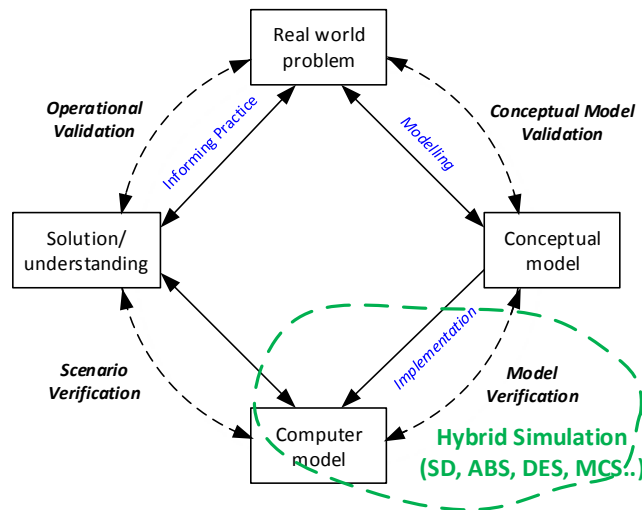 Real world
problem
Operational
Validation
Informing Practice
Modelling
Conceptual Model
Validation
Solution/
understanding
Conceptual
model
Implementation
Scenario
Verification
Model
Verification
Computer
model
Hybrid Simulation
(SD, ABS, DES, MCS..)